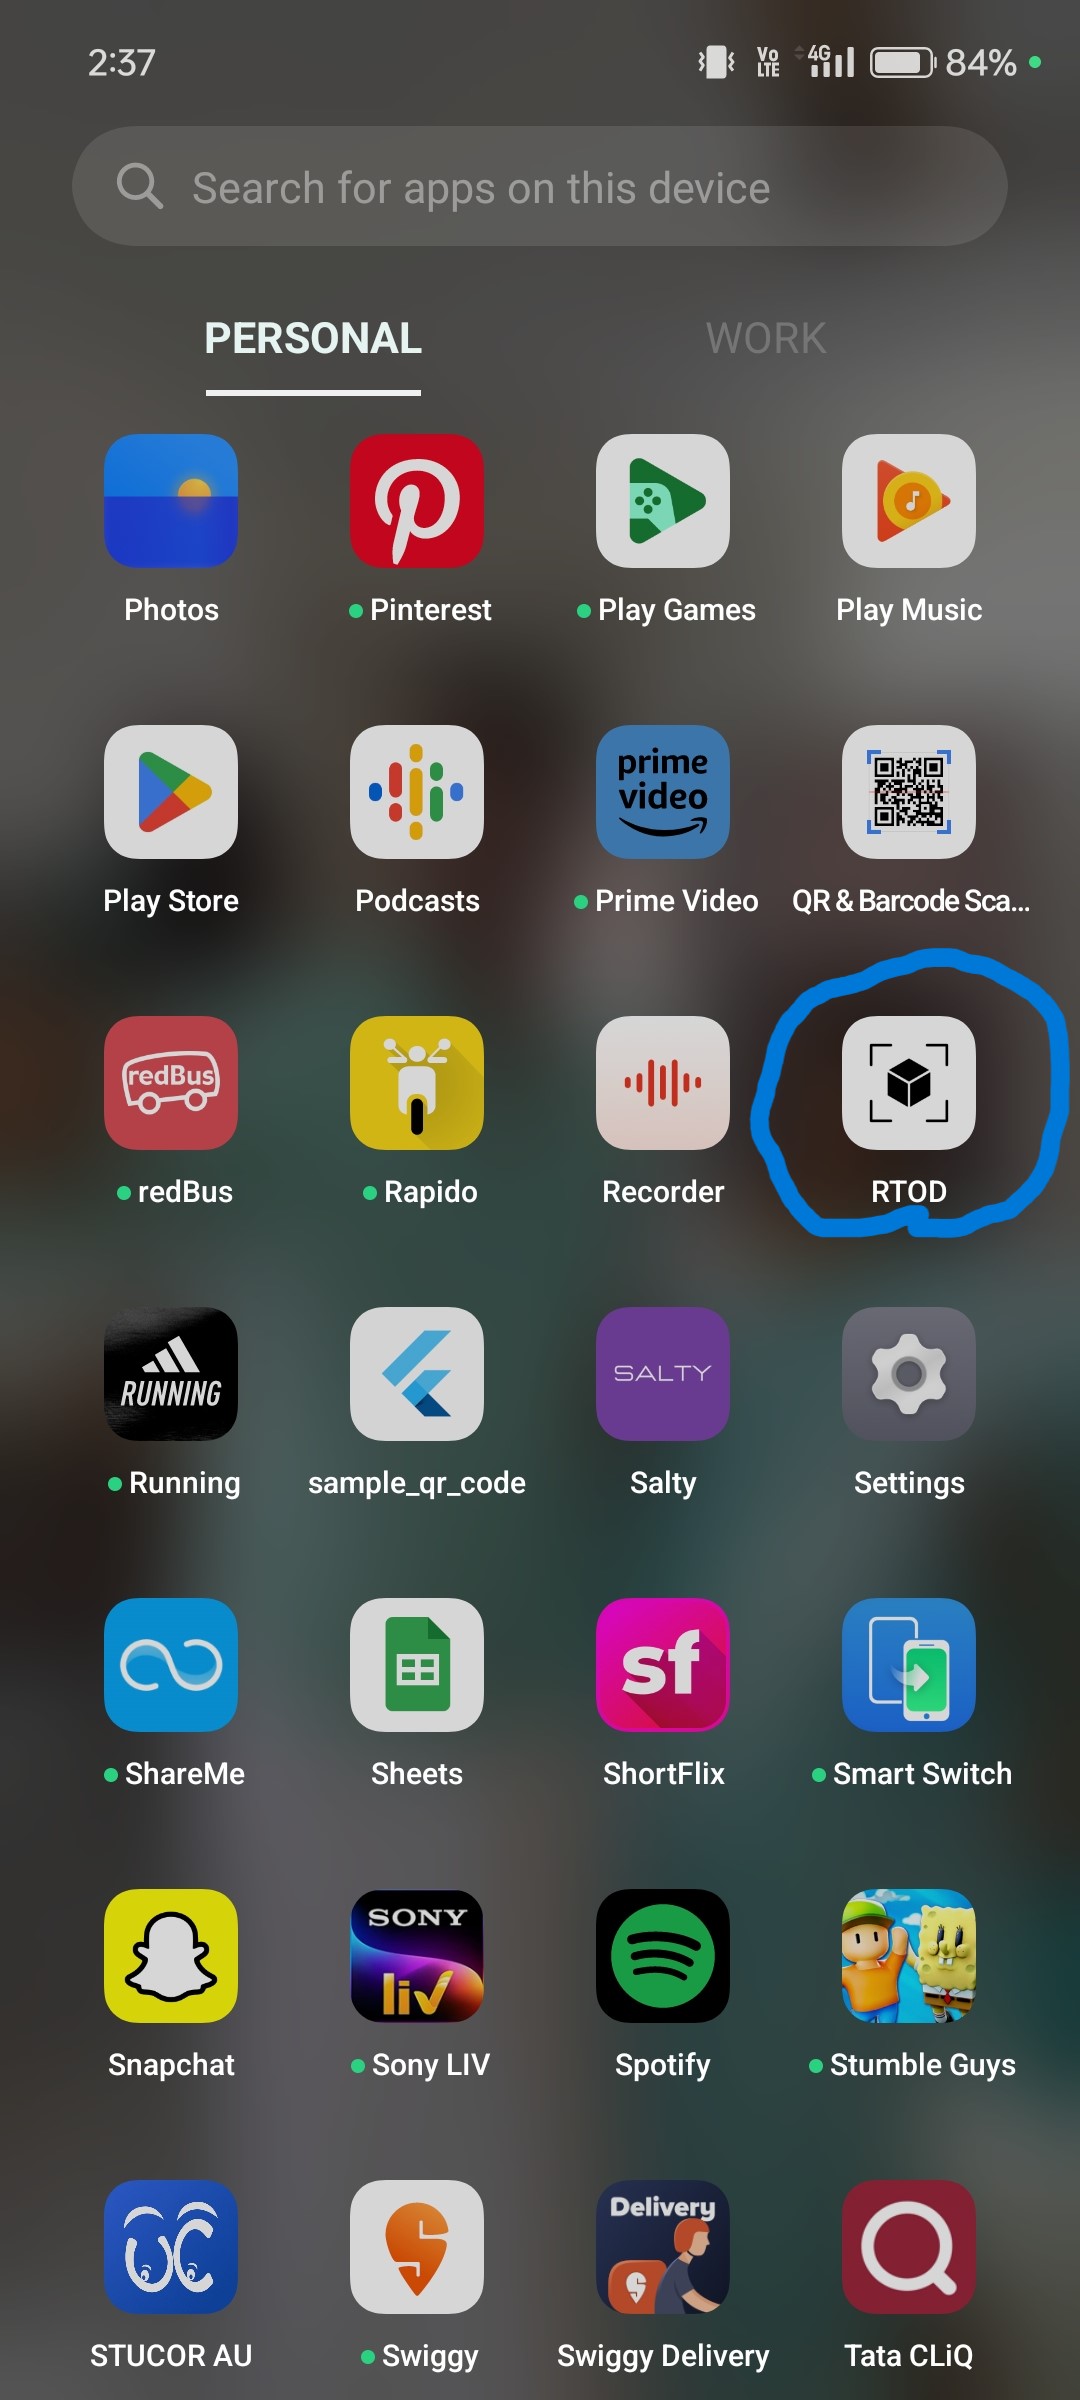 2:37
Vo LTE 4G 84%
Search for apps on this device
PERSONAL WORK
Photos Pinterest Play Games Play Music
prime
video
Play Store Podcasts Prime Video QR & Barcode Sca...
redBus
redBus Rapido Recorder RTOD
RUNNING SALTY
Running sample_qr_code Salty Settings
sf
ShareMe Sheets ShortFlix Smart Switch
SONY
liv
Snapchat Sony LIV Spotify Stumble Guys
Delivery
UC
STUCOR AU Swiggy Swiggy Delivery Tata CLiQ